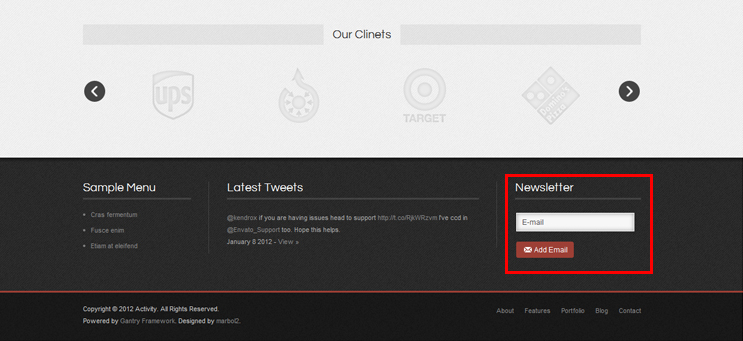 Our Clinets
ups
TARGET
Sample Menu
Cras fermentum
Fusce enim
Etiam at eleifend
Latest Tweets
@kendrox if you are having issues head to support http://t.co/RjkWRzvm I've ccd in
@Envato_Support too. Hope this helps.
January 8 2012 - View »
Newsletter
E-mail
Add Email
Copyright © 2012 Activity. All Rights Reserved.
Powered by Gantry Framework. Designed by marbol2.
About Features Portfolio Blog Contact